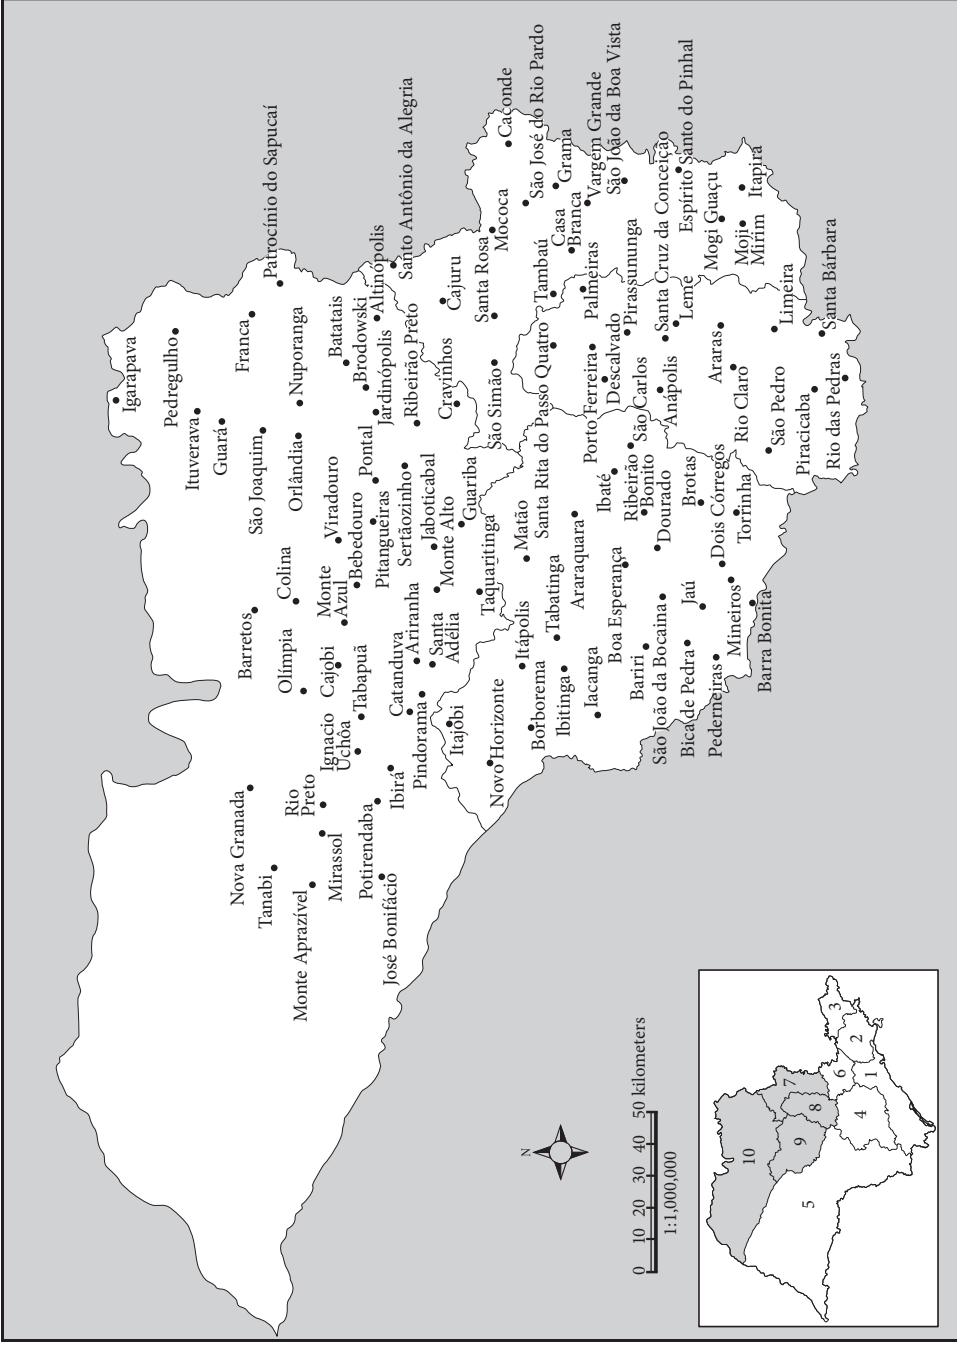 Igarapava
Pedregulho
Ituverava
Guará
Patrocínio do Sapucaí
Franca
São Joaquim
Nuporanga
Orlândia
Batatais
Brodowski
Altinópolis
Santo Antônio da Alegria
Jardinópolis
Ribeirão Prêto
Cajuru
Cravinhos
Santa Rosa
São Simão
Mococa
Caconde
São José do Rio Pardo
Grama
Casa
Branca
Vargem Grande
São João da Boa Vista
Tambaú
Palmeiras
Pirassununga
Santa Cruz da Conceição
Espírito Santo do Pinhal
Mogi Guaçu
Moji
Mirim
Itapira
Leme
Limeira
Santa Bárbara
Araras
Rio Claro
São Pedro
Piracicaba
Rio das Pedras
Santa Rita do Passo Quatro
Porto Ferreira
Descalvado
São Carlos
Anápolis
Ibaté
Ribeirão
Bonito
Dourado
Brotas
Dois Córregos
Torrinha
Viradouro
Pontal
Bebedouro
Pitangueiras
Sertãozinho
Jaboticabal
Monte Alto
Guariba
Taquaritinga
Matão
Araraquara
Tabatinga
Boa Esperança
Jaú
Mineiros
Barra Bonita
Barretos
Colina
Olímpia
Monte
Azul
Cajobi
Tabapuã
Catanduva
Ariranha
Santa
Adélia
Pindorama
Itajobi
Itápolis
Borborema
Ibitinga
Iacanga
Bariri
São João da Bocaina
Bica de Pedra
Pederneiras
Novo Horizonte
Ignacio
Uchôa
Ibirá
Rio
Preto
Nova Granada
Tanabi
Mirassol
Monte Aprazível
Potirendaba
José Bonifácio
N
0 10 20 30 40 50 kilometers
1:1,000,000
10
9
8
7
6
5
4
3
2
1